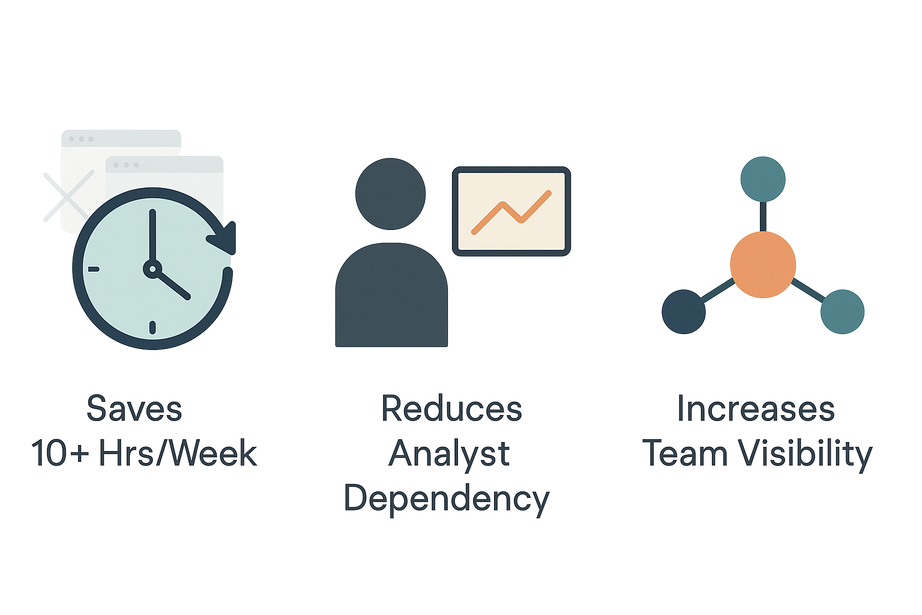 Saves
10+ Hrs/Week
Reduces
Analyst
Dependency
Increases
Team Visibility